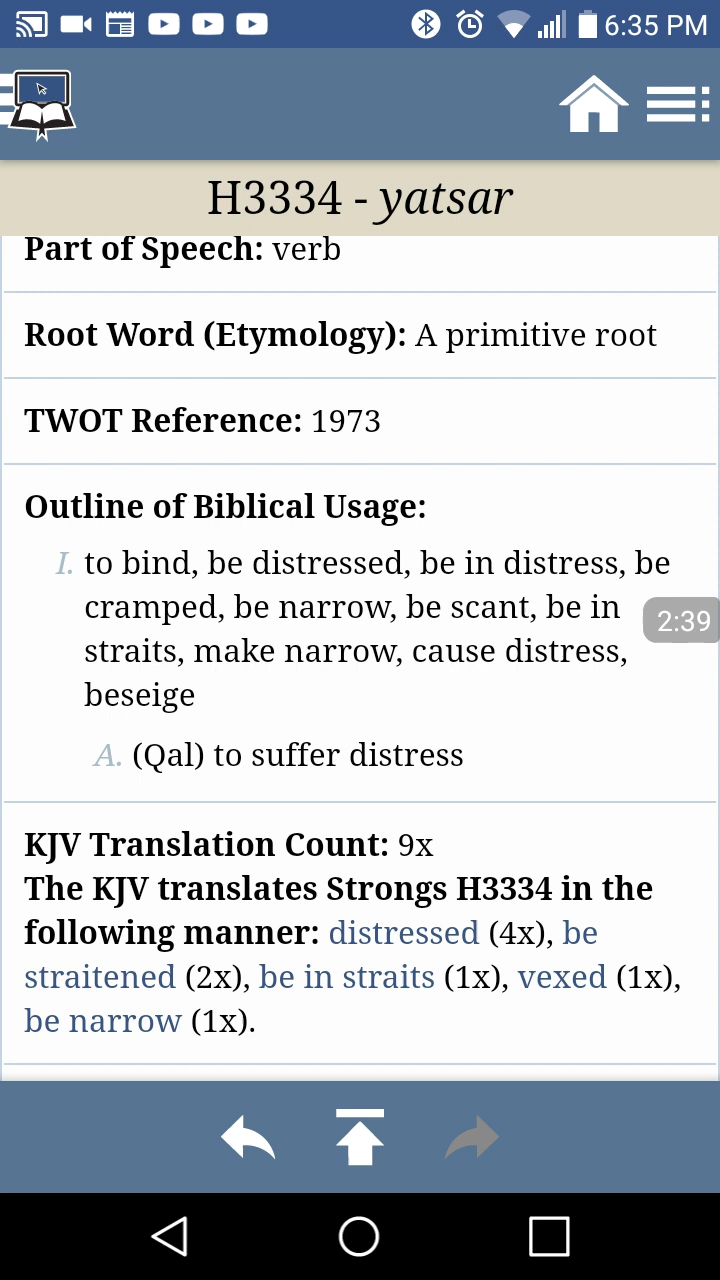 6:35 PM
H3334 - yatsar
Part of Speech: verb
Root Word (Etymology): A primitive root
TWOT Reference: 1973
Outline of Biblical Usage:
I. to bind, be distressed, be in distress, be
cramped, be narrow, be scant, be in
2:39
straits, make narrow, cause distress,
beseige
A. (Qal) to suffer distress
KJV Translation Count: 9x
The KJV translates Strongs H3334 in the
following manner: distressed (4x), be
straitened (2x), be in straits (1x), vexed (1x),
be narrow (1x).